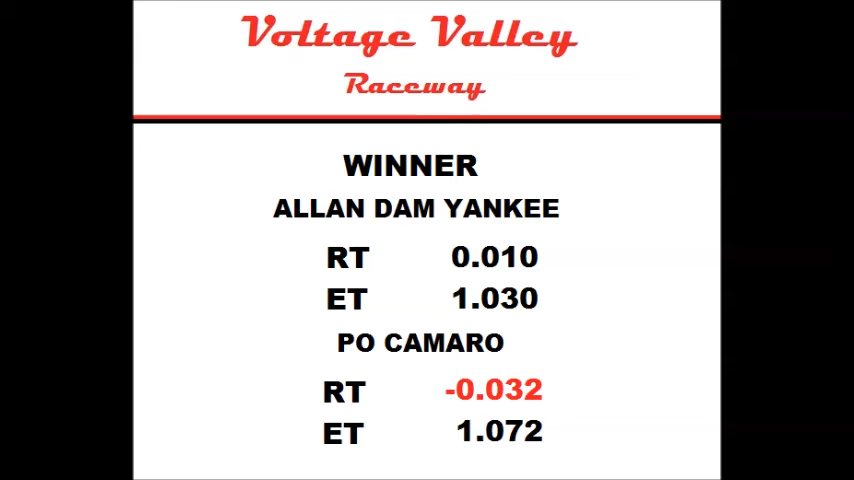 Voltage Valley
Raceway
WINNER
ALLAN DAM YANKEE
RT 0.010
ET 1.030
PO CAMARO
RT -0.032
ET 1.072